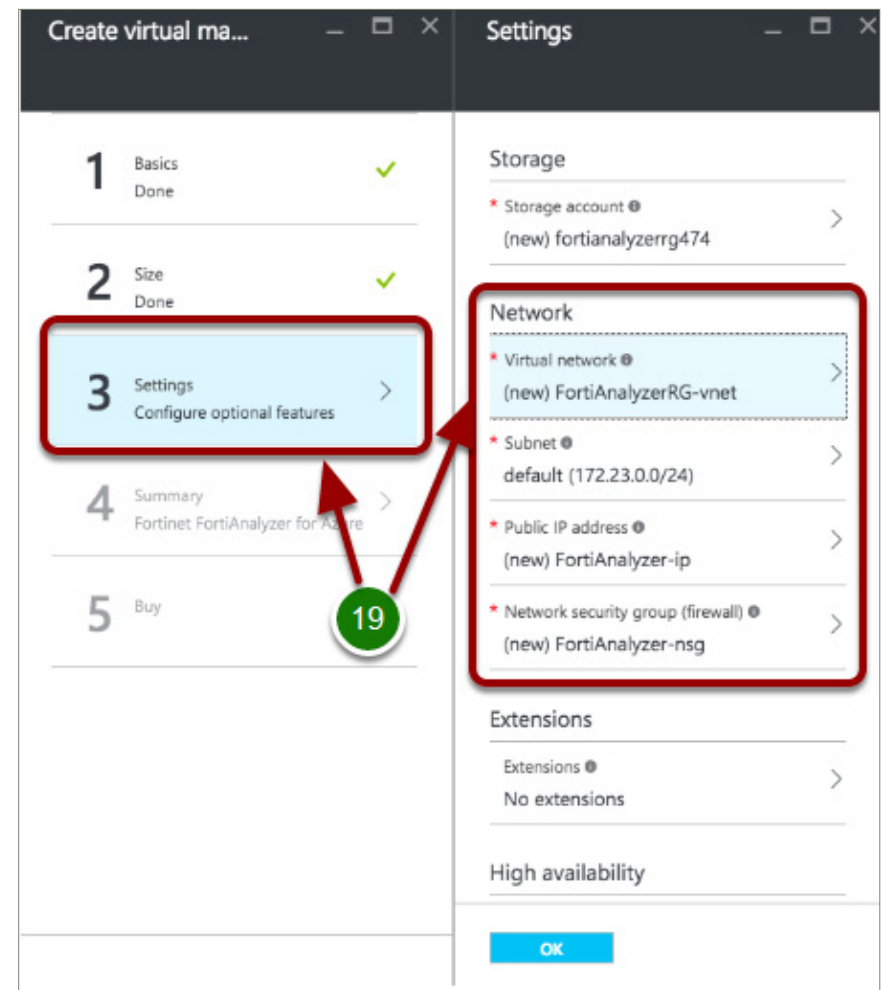 Create virtual ma...
1 Basics
Done
2 Size
Done
3 Settings
Configure optional features
4 Summary
Fortinet FortiAnalyzer for Azure
5 Buy
19
Settings
Storage
* Storage account
(new) fortianalyzerrg474
Network
* Virtual network
(new) FortiAnalyzerRG-vnet
* Subnet
default (172.23.0.0/24)
* Public IP address
(new) FortiAnalyzer-ip
* Network security group (firewall)
(new) FortiAnalyzer-nsg
Extensions
Extensions
No extensions
High availability
OK